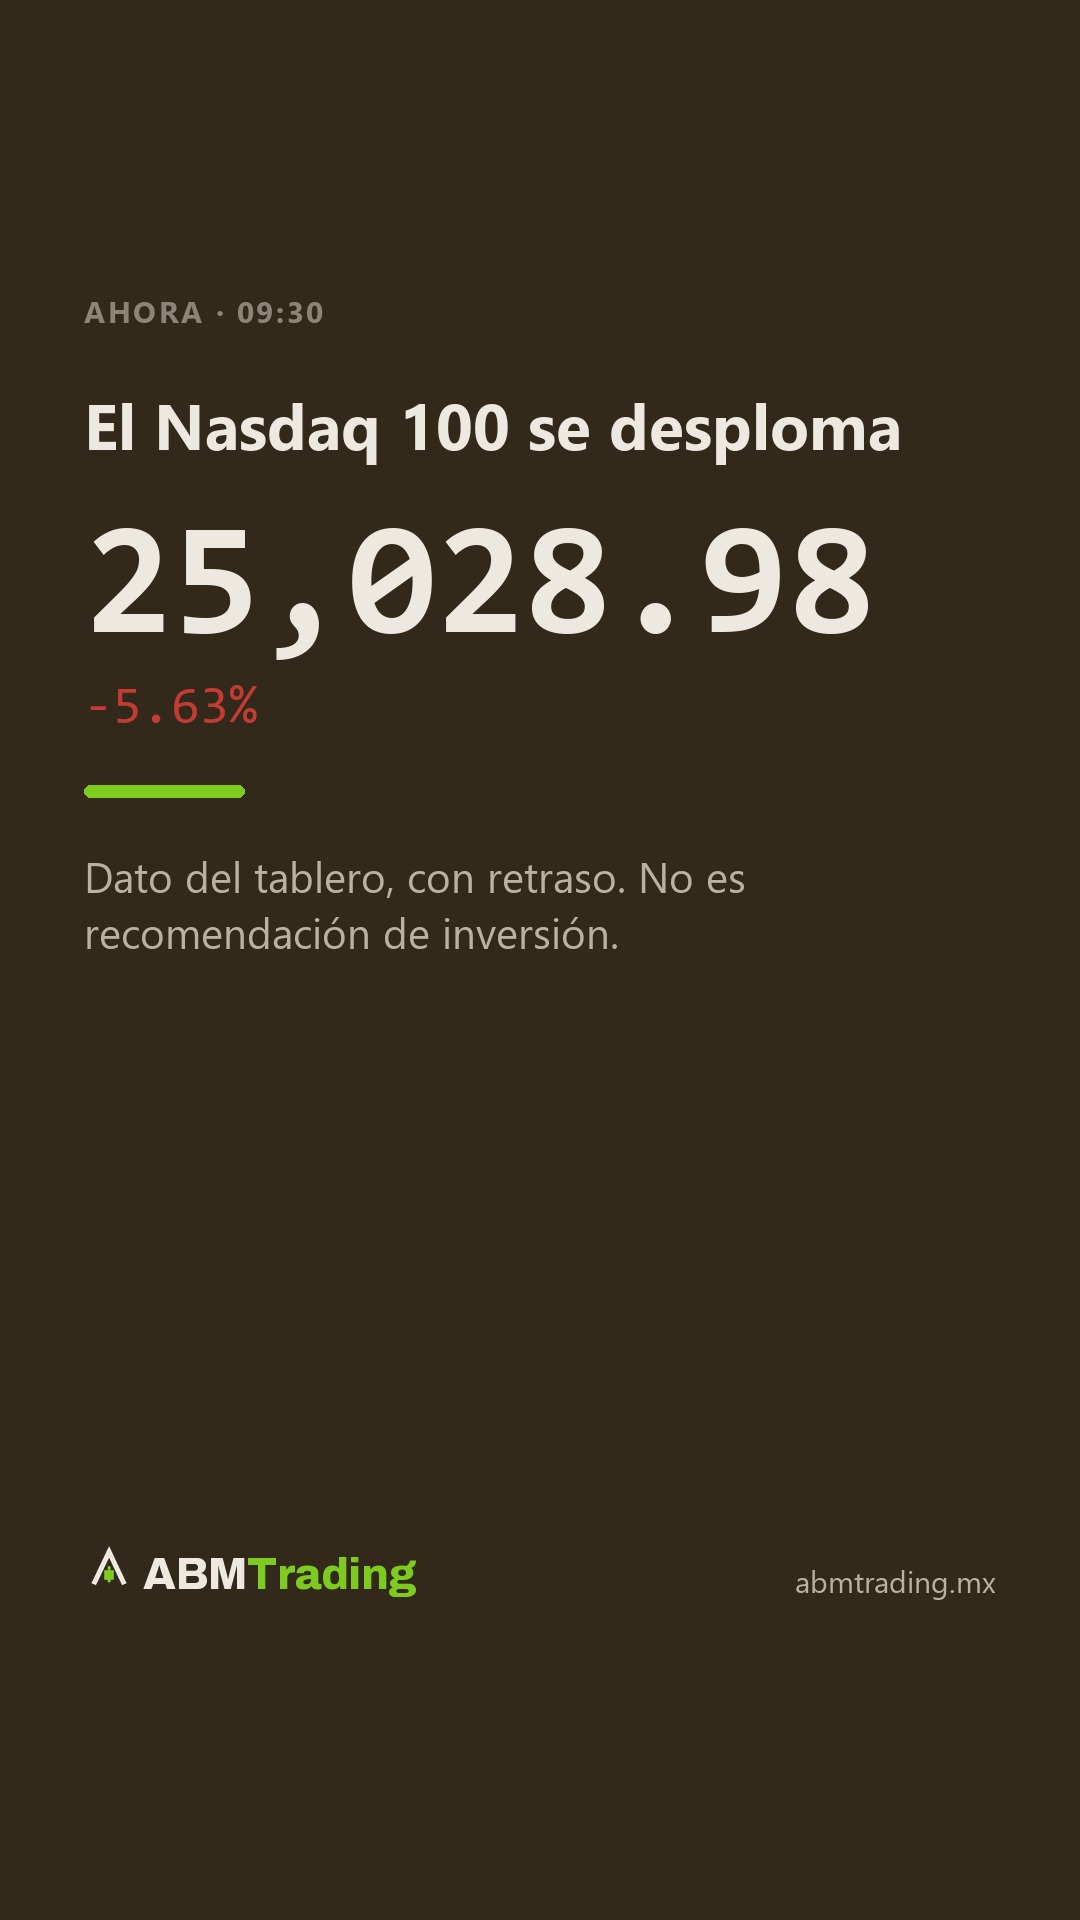 AHORA · 09:30
El Nasdaq 100 se desploma
25,028.98
-5.63%
Dato del tablero, con retraso. No es
recomendación de inversión.
ABMTrading
abmtrading.mx